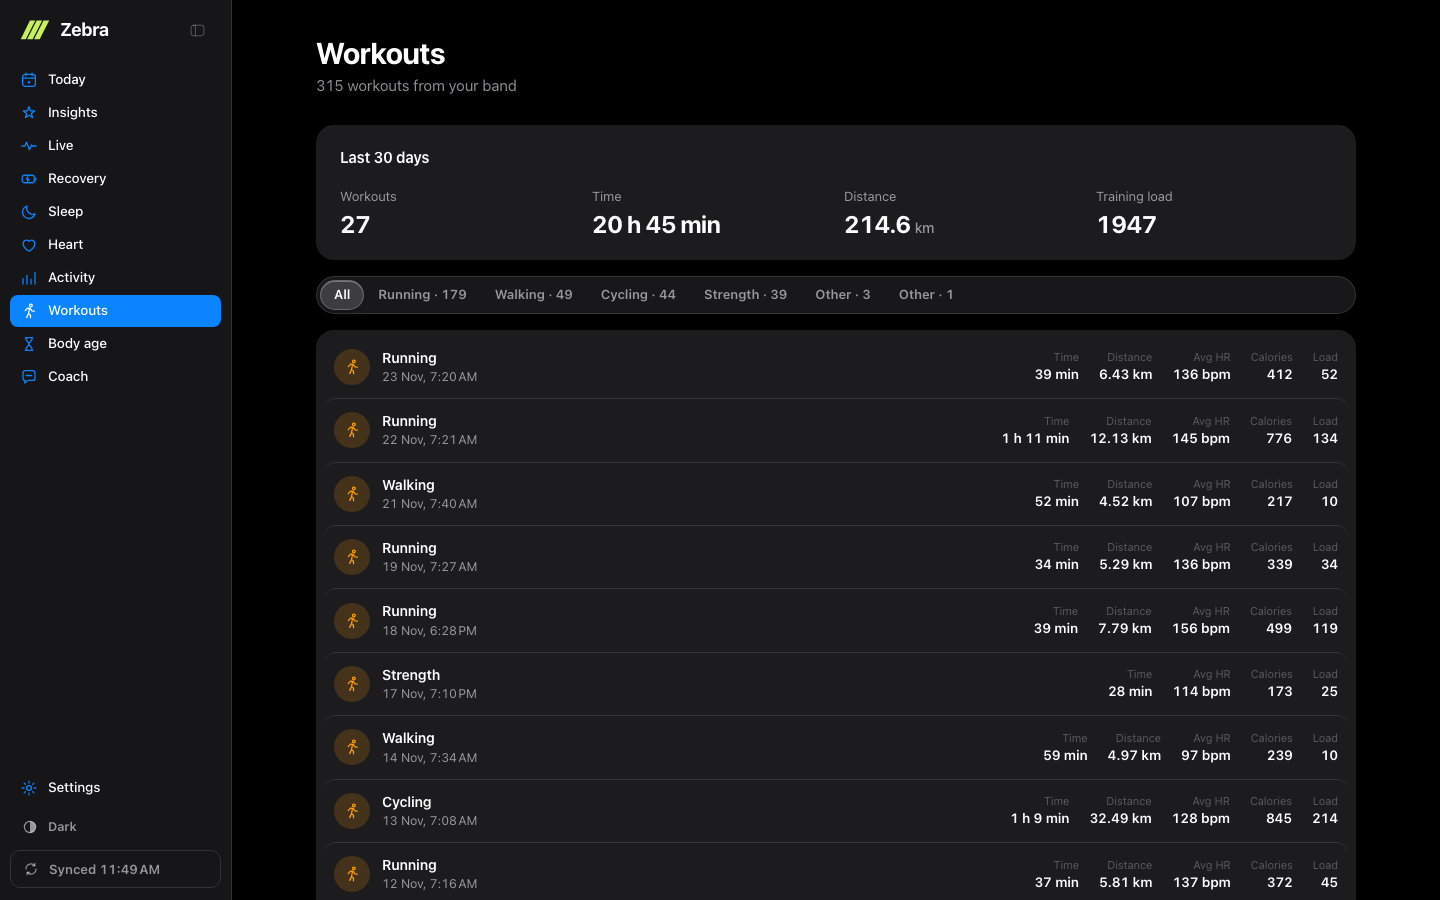 Zebra
Today
Insights
Live
Recovery
Sleep
Heart
Activity
Workouts
Body age
Coach
Settings
Dark
Synced 11:49 AM
Workouts
315 workouts from your band
Last 30 days
Workouts Time Distance Training load
27 20 h 45 min 214.6 km 1947
All Running · 179 Walking · 49 Cycling · 44 Strength · 39 Other · 3 Other · 1
Running Time Distance Avg HR Calories Load
23 Nov, 7:20 AM 39 min 6.43 km 136 bpm 412 52
Running Time Distance Avg HR Calories Load
22 Nov, 7:21 AM 1 h 11 min 12.13 km 145 bpm 776 134
Walking Time Distance Avg HR Calories Load
21 Nov, 7:40 AM 52 min 4.52 km 107 bpm 217 10
Running Time Distance Avg HR Calories Load
19 Nov, 7:27 AM 34 min 5.29 km 136 bpm 339 34
Running Time Distance Avg HR Calories Load
18 Nov, 6:28 PM 39 min 7.79 km 156 bpm 499 119
Strength Time Avg HR Calories Load
17 Nov, 7:10 PM 28 min 114 bpm 173 25
Walking Time Distance Avg HR Calories Load
14 Nov, 7:34 AM 59 min 4.97 km 97 bpm 239 10
Cycling Time Distance Avg HR Calories Load
13 Nov, 7:08 AM 1 h 9 min 32.49 km 128 bpm 845 214
Running Time Distance Avg HR Calories Load
12 Nov, 7:16 AM 37 min 5.81 km 137 bpm 372 45